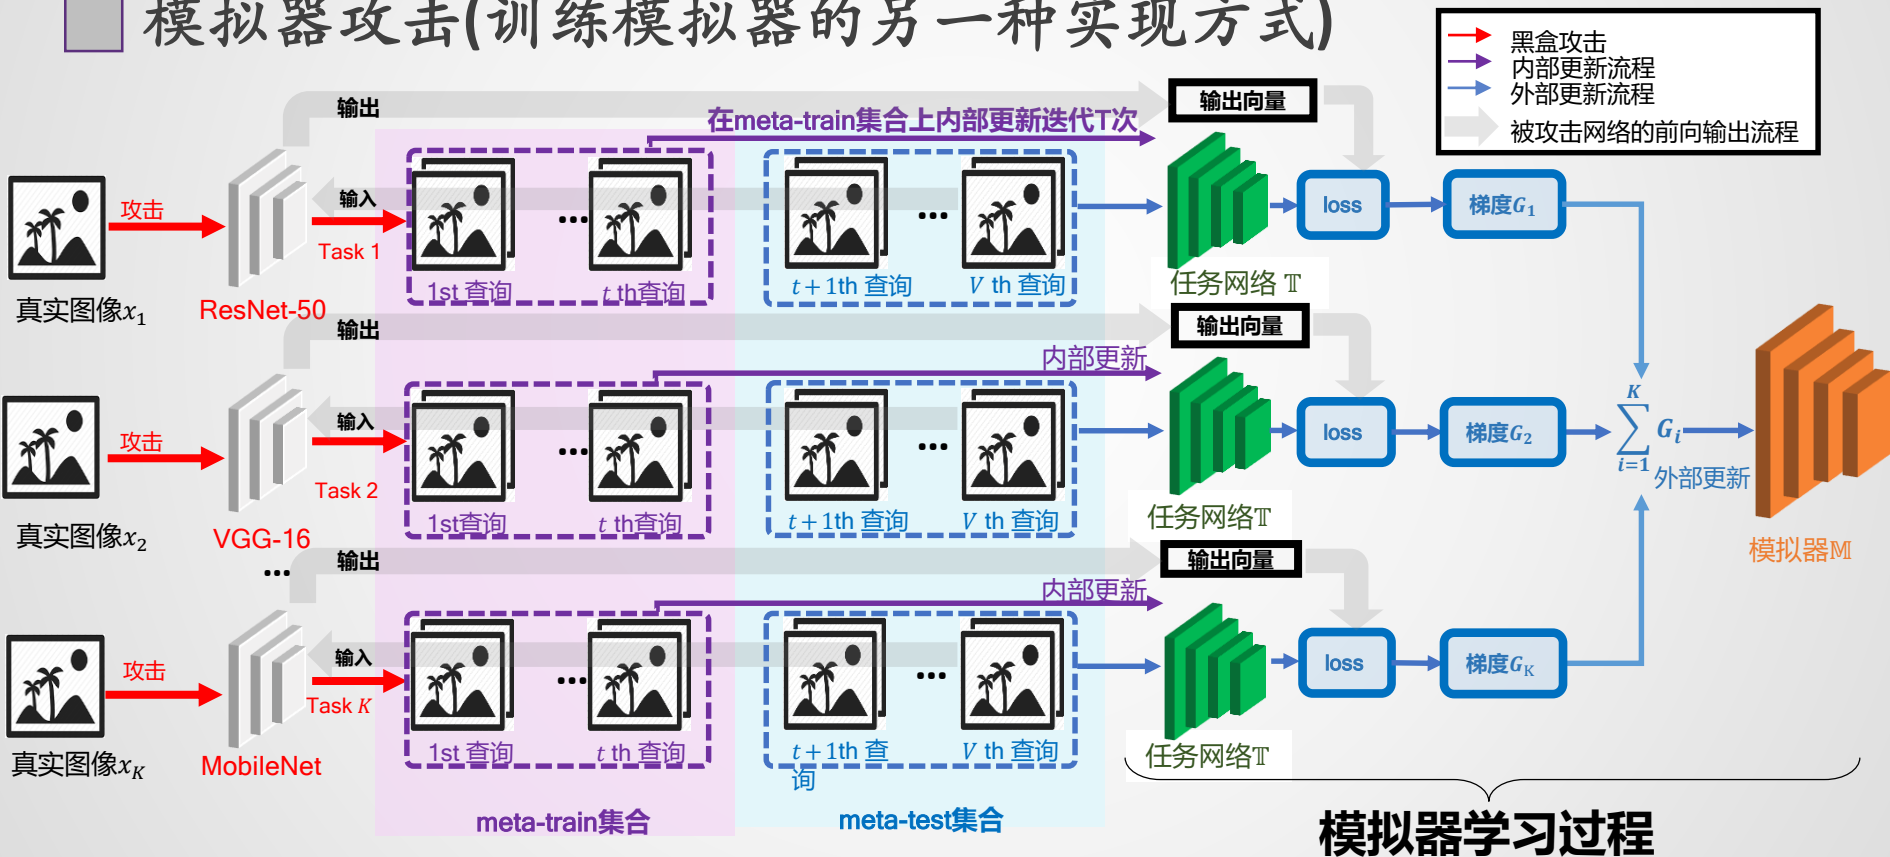 模拟器攻击(训练模拟器的另一种实现方式)
黑盒攻击
内部更新流程
外部更新流程
被攻击网络的前向输出流程
输出
在meta-train集合上内部更新迭代T次
输出向量
攻击
输入
Task 1
...
...
loss
梯度G₁
真实图像x₁
ResNet-50
1st 查询
t th查询
t + 1th 查询
V th 查询
任务网络 𝕋
输出
输出向量
内部更新
攻击
输入
Task 2
...
...
loss
梯度G₂
∑ᵢ₌₁ᴷ Gᵢ
外部更新
真实图像x₂
VGG-16
1st查询
t th查询
t + 1th 查询
V th 查询
任务网络𝕋
模拟器𝕄
...
输出
输出向量
内部更新
攻击
输入
Task K
...
...
loss
梯度G_K
真实图像x_K
MobileNet
1st 查询
t th 查询
t + 1th 查
询
V th 查询
任务网络𝕋
meta-train集合
meta-test集合
模拟器学习过程